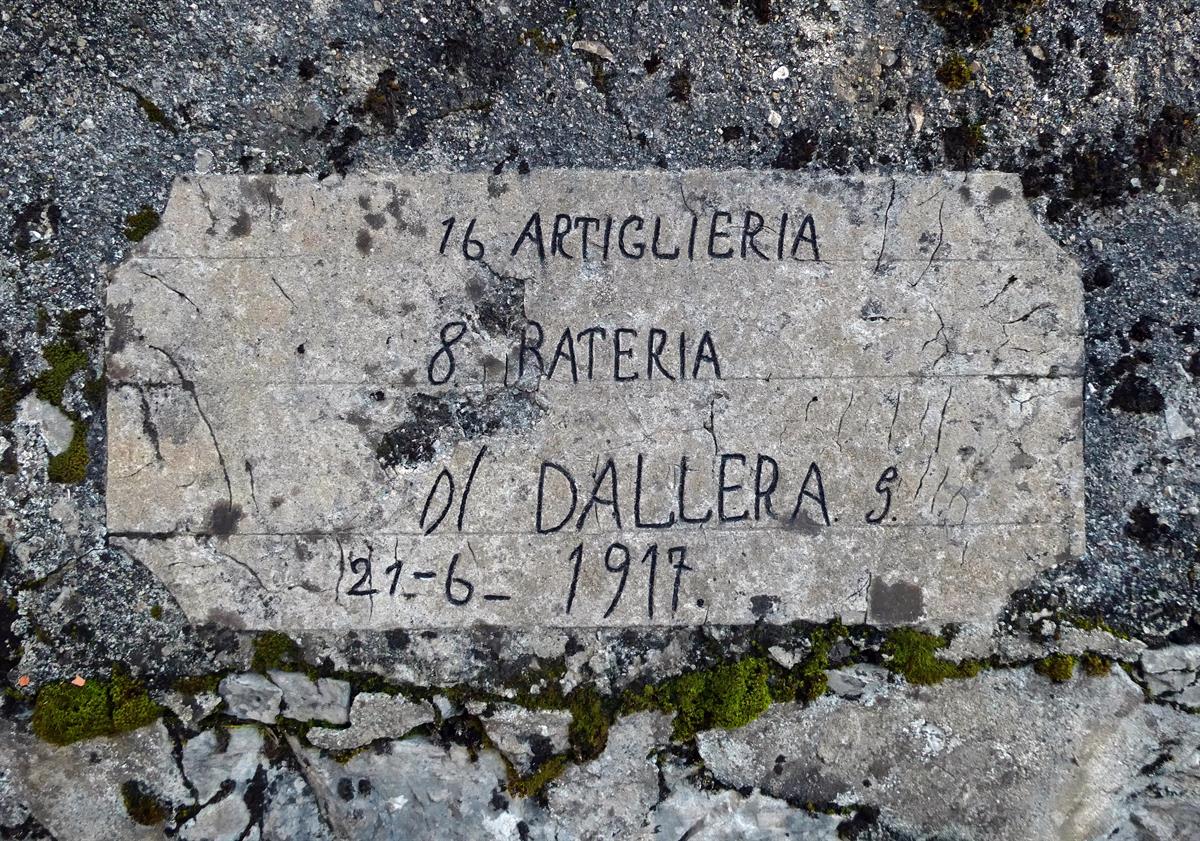 16 ARTIGLIERIA
8 BATERIA
DI DALLERA. G.
21-6- 1917.